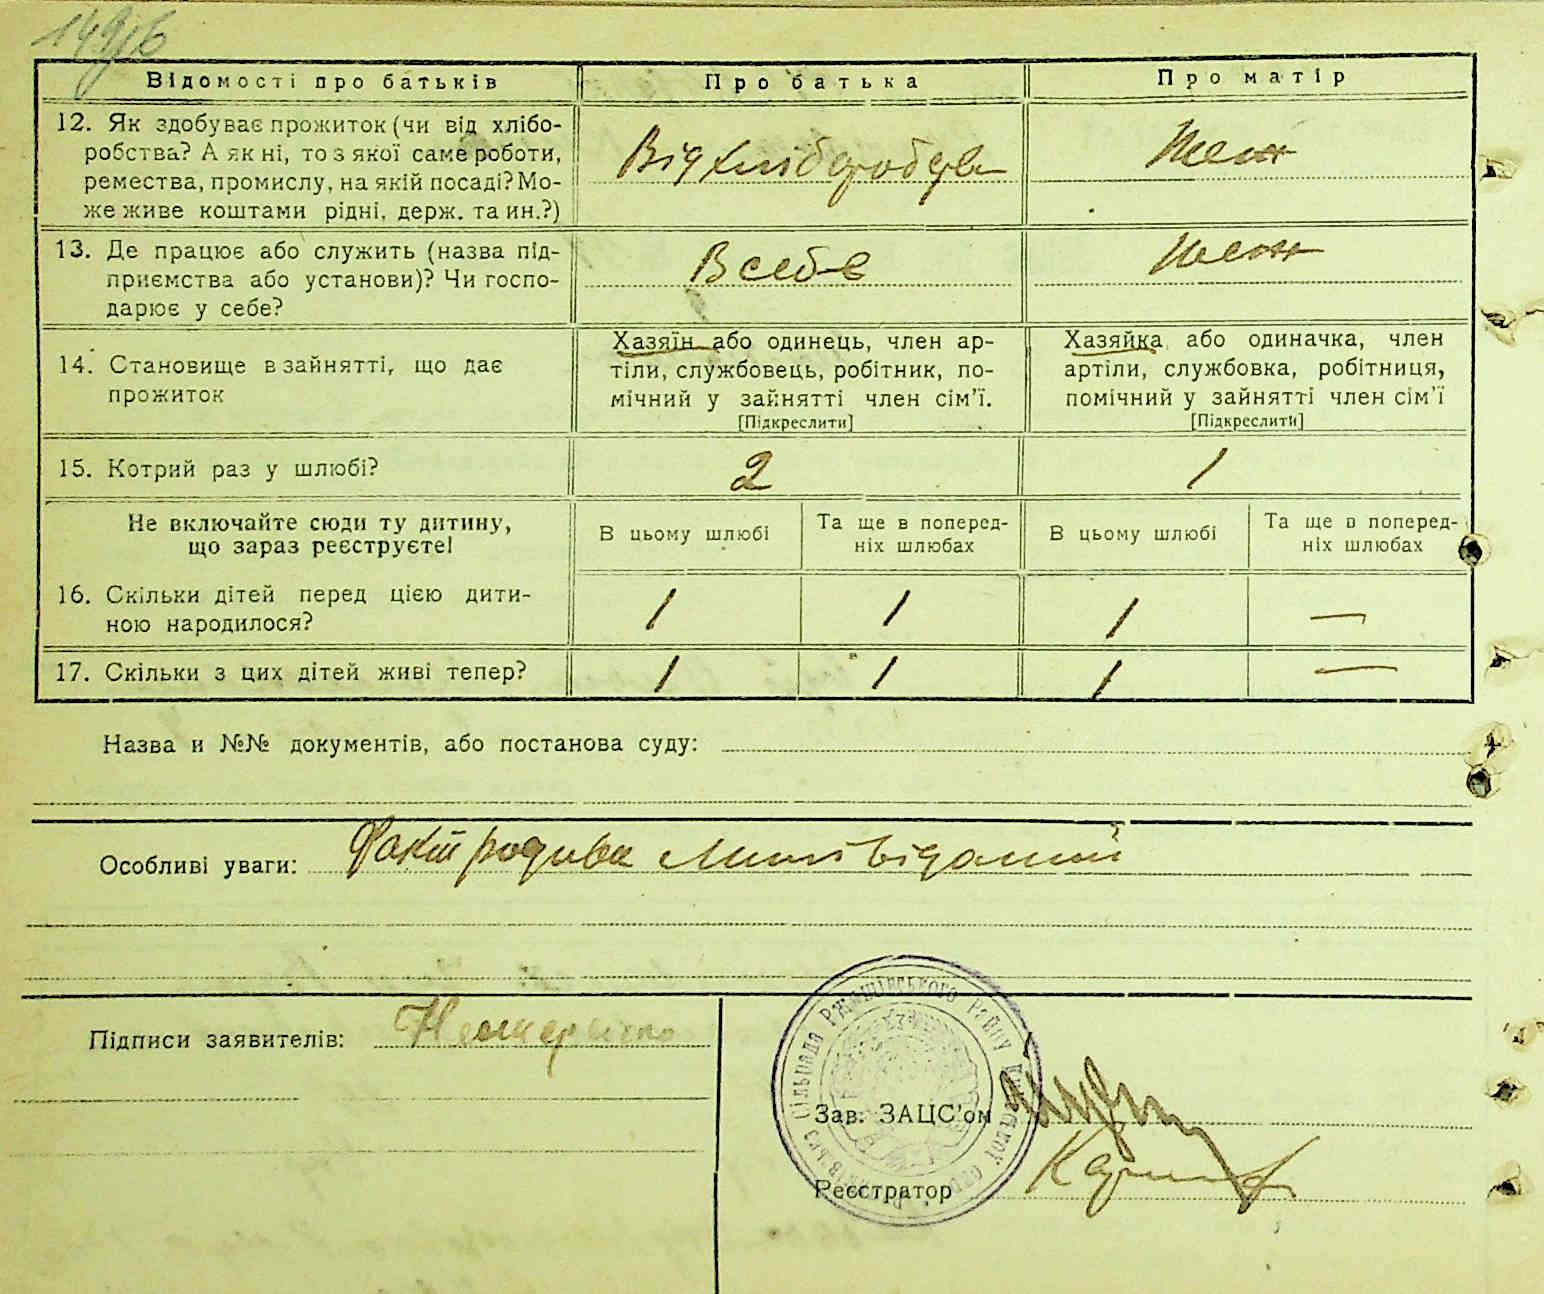 Відомості про батьків
Про батька
Про матір
12. Як здобуває прожиток (чи від хлібо-
робства? А як ні, то з якої саме роботи,
ремества, промислу, на якій посаді? Мо-
же живе коштами рідні, держ. та ин.?)
Від хліборобства
Теж
13. Де працює або служить (назва під-
приємства або установи)? Чи госпо-
дарює у себе?
В себе
Теж
14. Становище в зайнятті, що дає
прожиток
Хазяїн або одинець, член ар-
тіли, службовець, робітник, по-
мічний у зайнятті член сім'ї.
[Підкреслити]
Хазяйка або одиначка, член
артіли, службовка, робітниця,
помічний у зайнятті член сім'ї
[Підкреслити]
15. Котрий раз у шлюбі?
2
1
Не включайте сюди ту дитину,
що зараз реєструєте!
В цьому шлюбі
Та ще в поперед-
ніх шлюбах
В цьому шлюбі
Та ще в поперед-
ніх шлюбах
16. Скільки дітей перед цією дити-
ною народилося?
1
1
1
—
17. Скільки з цих дітей живі тепер?
1
1
1
—
Назва и №№ документів, або постанова суду:
Особливі уваги: Факт родива мині відомий
Підписи заявителів:
Зав. ЗАЦС'ом
Реєстратор